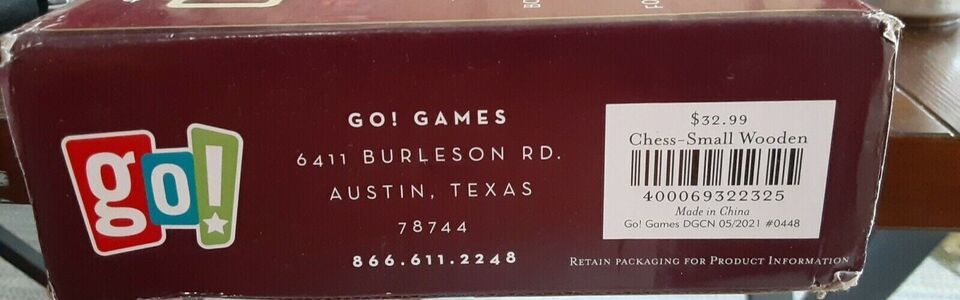 go!
GO! GAMES
6411 BURLESON RD.
AUSTIN, TEXAS
78744
866.611.2248
$32.99
Chess-Small Wooden
400069322325
Made in China
Go! Games DGCN 05/2021 #0448
RETAIN PACKAGING FOR PRODUCT INFORMATION